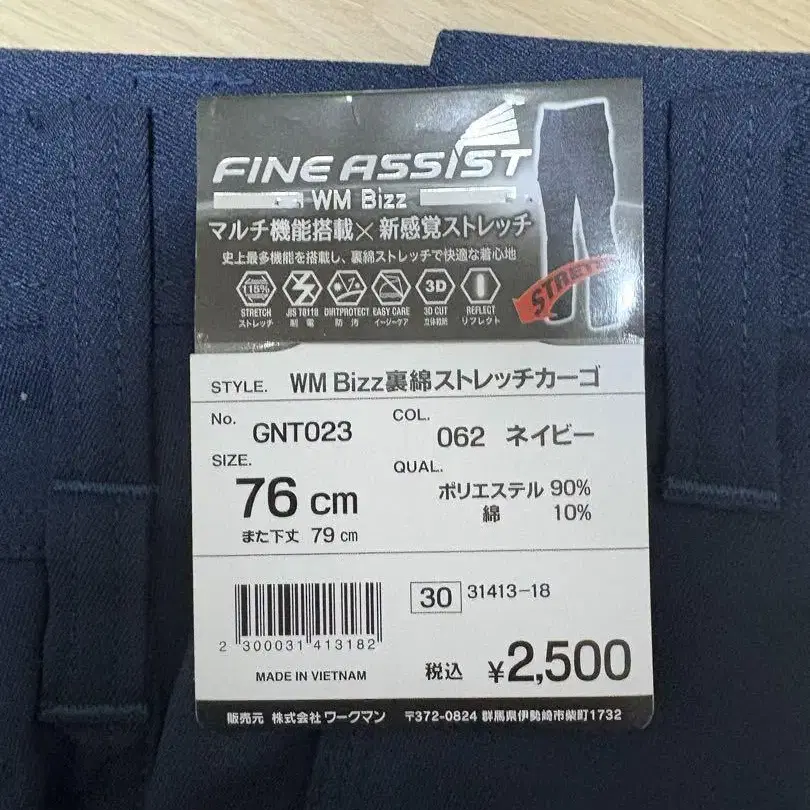 FINE ASSIST
WM Bizz
マルチ機能搭載×新感覚ストレッチ
史上最多機能を搭載し、裏綿ストレッチで快適な着心地
115% 3D
STRETCH JIS T8118 DIRTPROTECT EASY CARE 3D CUT REFLECT
ストレッチ 制電 防汚 イージーケア 立体裁断 リフレクト
STRETCH
STYLE. WM Bizz裏綿ストレッチカーゴ
No. GNT023 COL. 062 ネイビー
SIZE. 76 cm QUAL. ポリエステル 90%
また下丈 79 cm 綿 10%
30 31413-18
2 300031 413182
MADE IN VIETNAM 税込 ¥2,500
販売元 株式会社 ワークマン 〒372-0824 群馬県伊勢崎市柴町1732